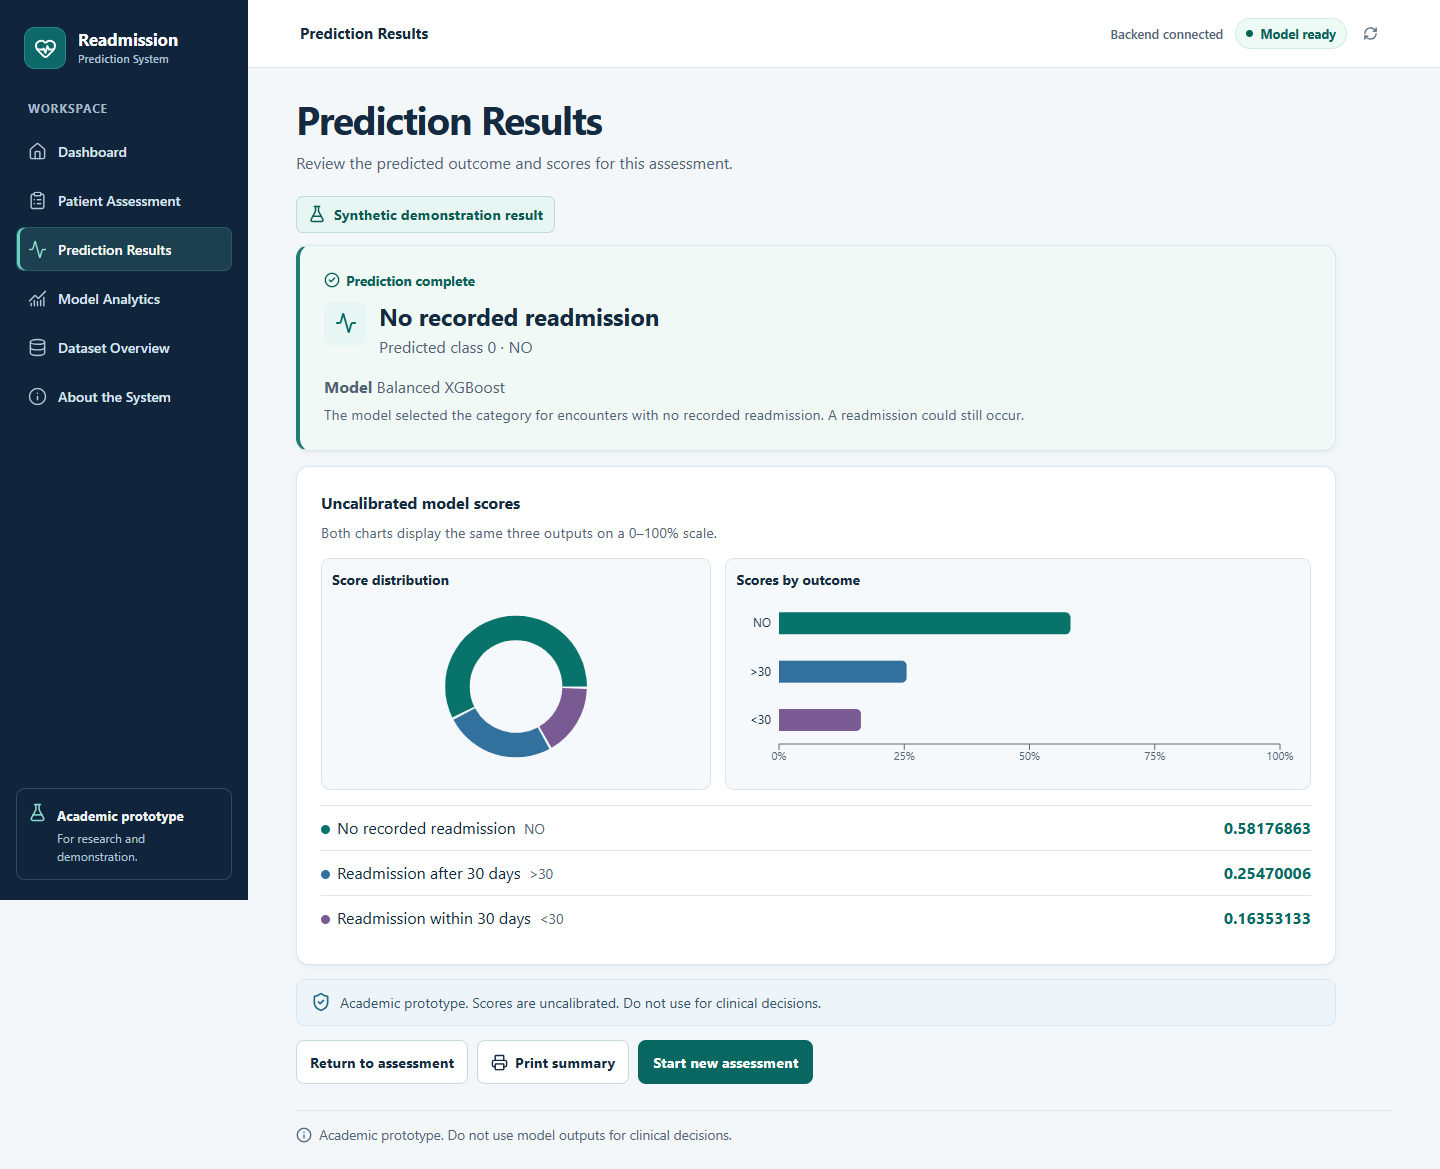 Readmission
Prediction System
WORKSPACE
Dashboard
Patient Assessment
Prediction Results
Model Analytics
Dataset Overview
About the System
Academic prototype
For research and
demonstration.
Prediction Results
Backend connected
Model ready
Prediction Results
Review the predicted outcome and scores for this assessment.
Synthetic demonstration result
Prediction complete
No recorded readmission
Predicted class 0 · NO
Model Balanced XGBoost
The model selected the category for encounters with no recorded readmission. A readmission could still occur.
Uncalibrated model scores
Both charts display the same three outputs on a 0–100% scale.
Score distribution
Scores by outcome
NO
>30
<30
0% 25% 50% 75% 100%
No recorded readmission NO 0.58176863
Readmission after 30 days >30 0.25470006
Readmission within 30 days <30 0.16353133
Academic prototype. Scores are uncalibrated. Do not use for clinical decisions.
Return to assessment
Print summary
Start new assessment
Academic prototype. Do not use model outputs for clinical decisions.